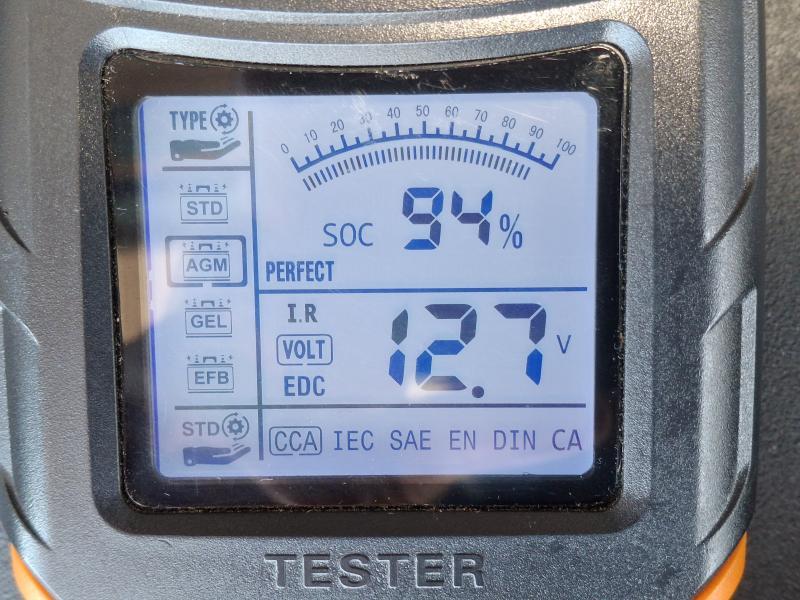 TYPE
STD
AGM
GEL
EFB
STD
0 10 20 30 40 50 60 70 80 90 100
SOC 94%
PERFECT
I.R
VOLT
EDC
12.7 V
CCA IEC SAE EN DIN CA
TESTER